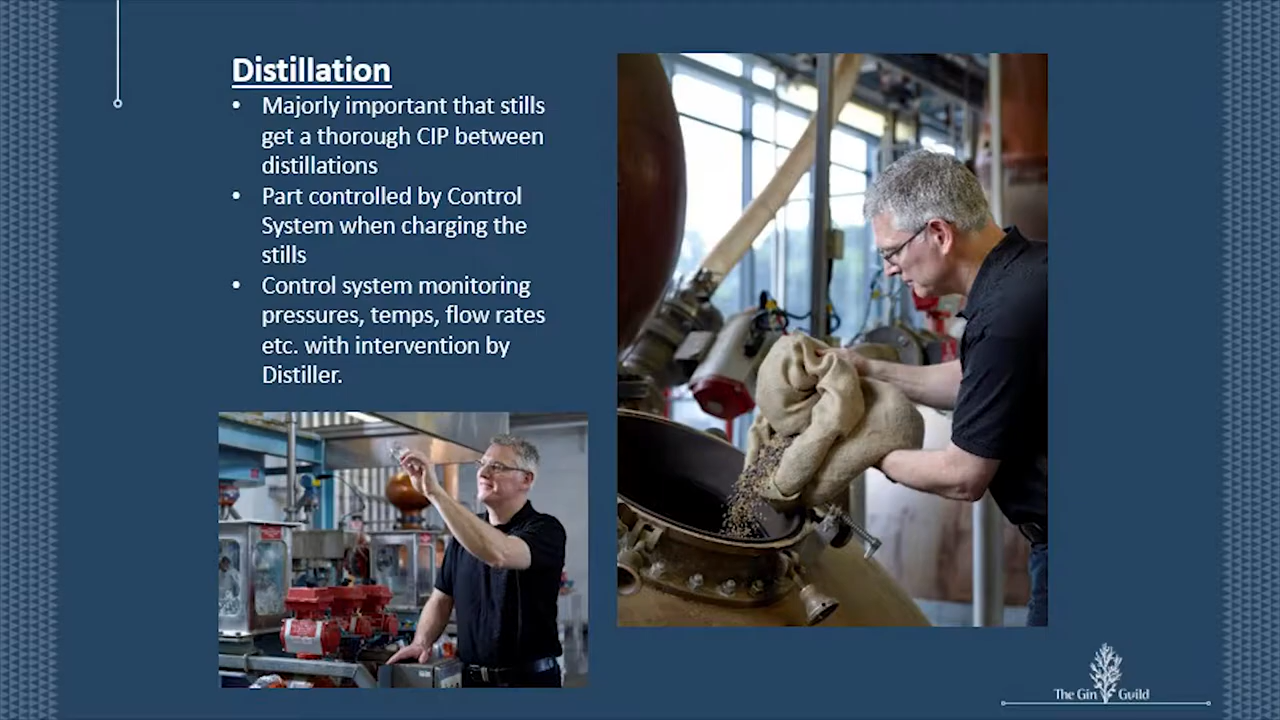 Distillation
• Majorly important that stills
get a thorough CIP between
distillations
• Part controlled by Control
System when charging the
stills
• Control system monitoring
pressures, temps, flow rates
etc. with intervention by
Distiller.
The Gin Guild